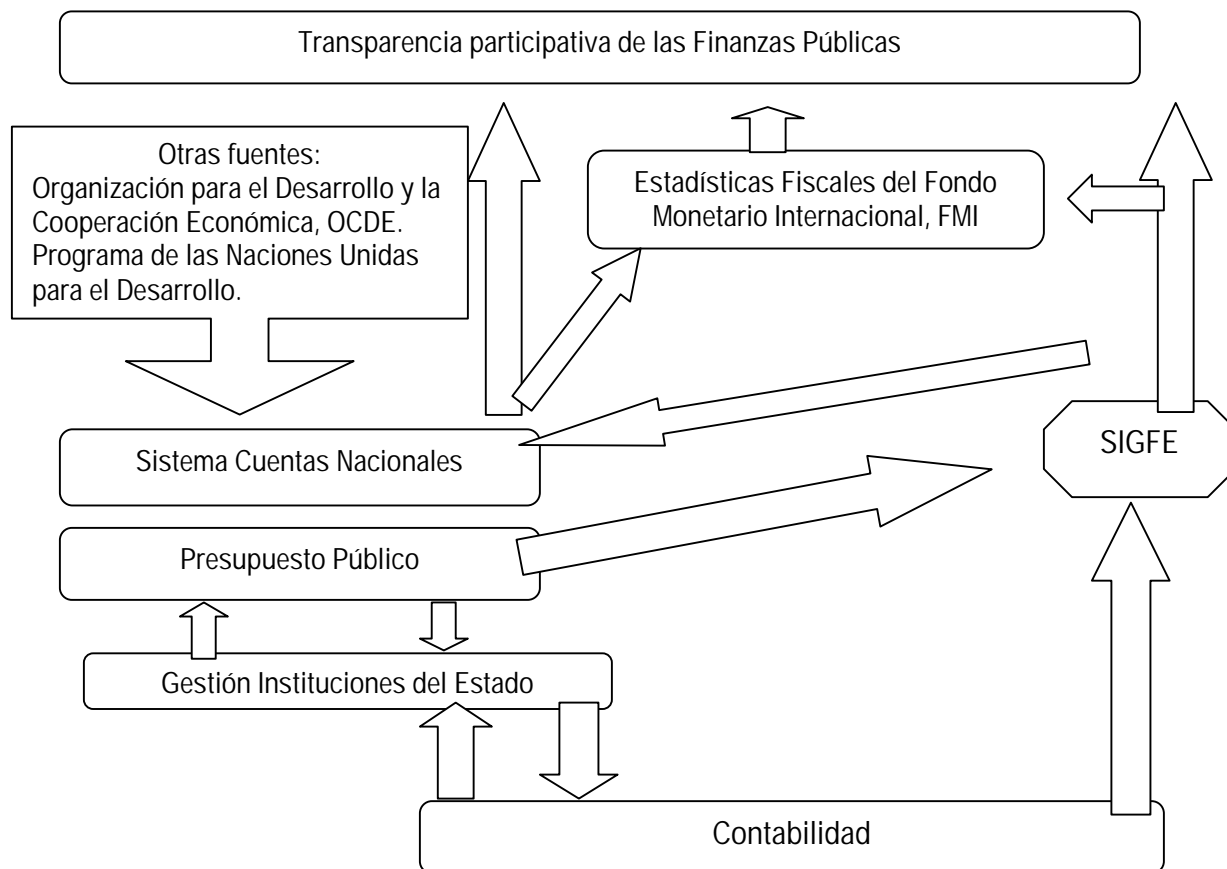 Transparencia participativa de las Finanzas Públicas
Otras fuentes:
Organización para el Desarrollo y la
Cooperación Económica, OCDE.
Programa de las Naciones Unidas
para el Desarrollo.
Estadísticas Fiscales del Fondo
Monetario Internacional, FMI
Sistema Cuentas Nacionales
SIGFE
Presupuesto Público
Gestión Instituciones del Estado
Contabilidad